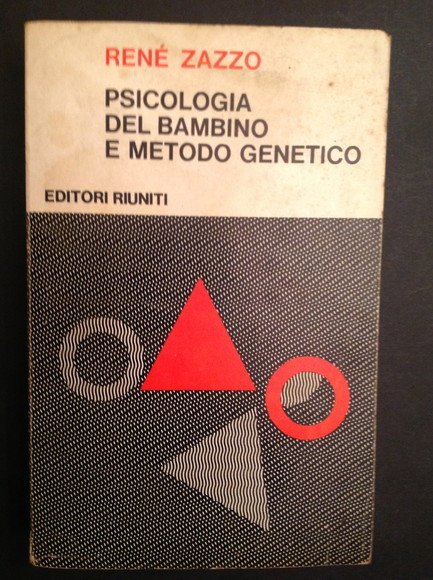 RENÉ ZAZZO
PSICOLOGIA
DEL BAMBINO
E METODO GENETICO
EDITORI RIUNITI